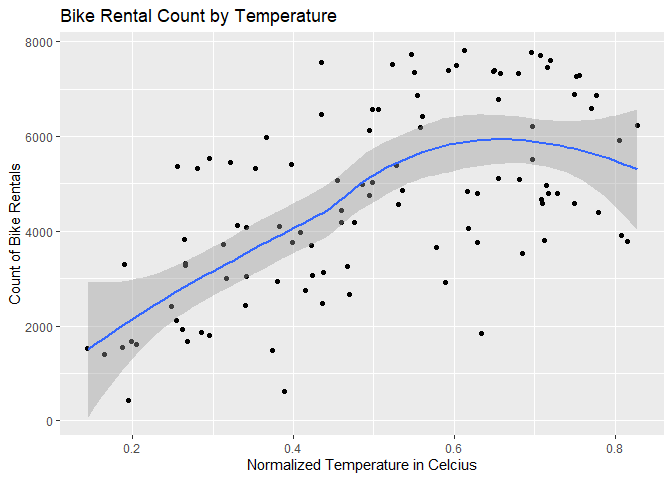 Bike Rental Count by Temperature
8000
6000
4000
2000
0
Count of Bike Rentals
0.2 0.4 0.6 0.8
Normalized Temperature in Celcius